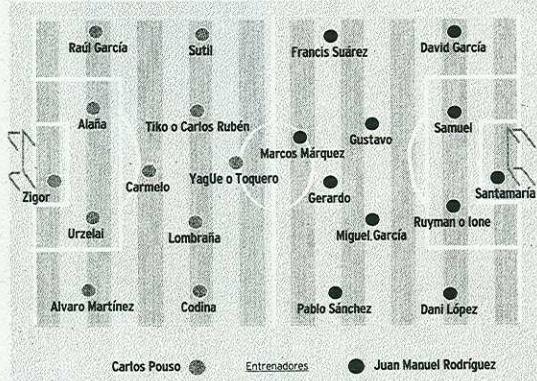 Raúl García
Sutil
Francis Suárez
David García
Alaña
Tiko o Carlos Rubén
Marcos Márquez
Gustavo
Samuel
Zigor
Carmelo
YagUe o Toquero
Gerardo
Santamaría
Urzelai
Lombraña
Miguel García
Ruyman o Ione
Alvaro Martínez
Codina
Pablo Sánchez
Dani López
Carlos Pouso
Entrenadores
Juan Manuel Rodríguez